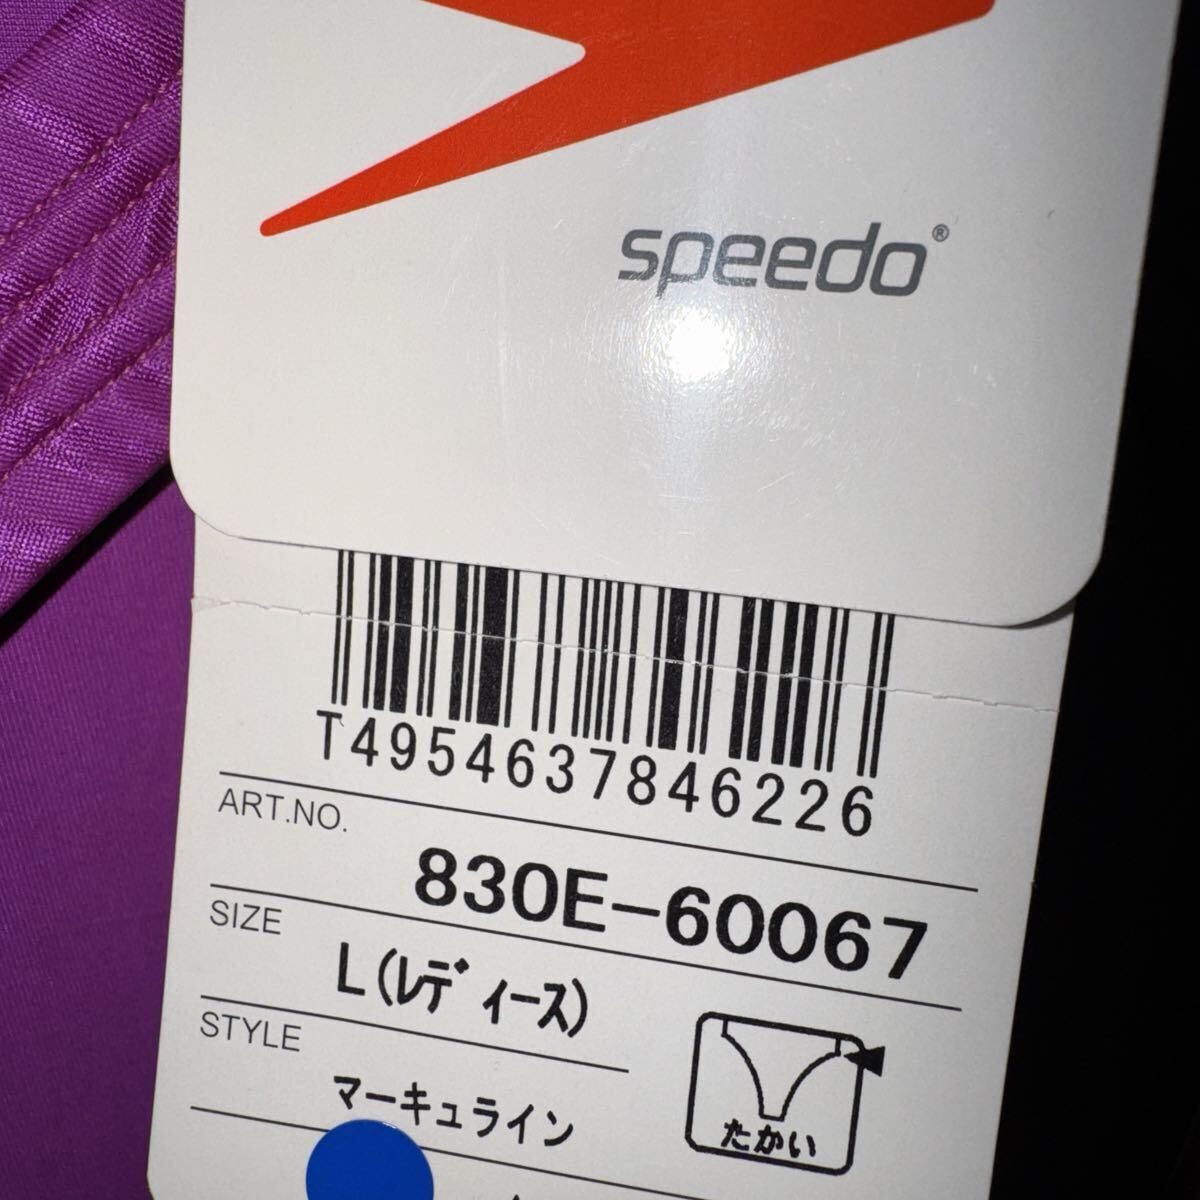 speedo®
T4954637846226
ART.NO.
830E-60067
SIZE
L(レディース)
STYLE
マーキュライン
たかい